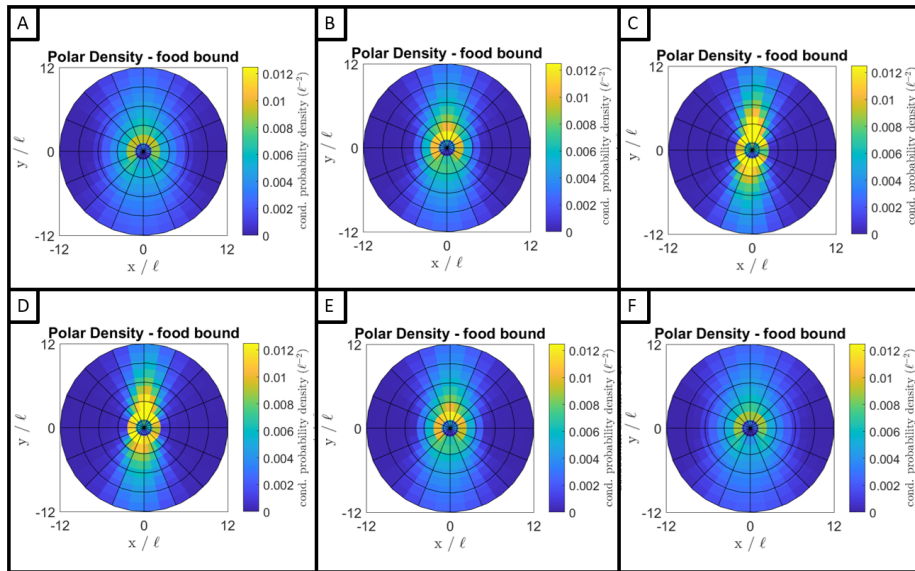 A
Polar Density - food bound
12
0
-12
y / ℓ
-12 0 12
x / ℓ
0.012
0.01
0.008
0.006
0.004
0.002
0
cond. probability density (ℓ⁻²)
B
Polar Density - food bound
12
0
-12
y / ℓ
-12 0 12
x / ℓ
0.012
0.01
0.008
0.006
0.004
0.002
0
cond. probability density (ℓ⁻²)
C
Polar Density - food bound
12
0
-12
y / ℓ
-12 0 12
x / ℓ
0.012
0.01
0.008
0.006
0.004
0.002
0
cond. probability density (ℓ⁻²)
D
Polar Density - food bound
12
0
-12
y / ℓ
-12 0 12
x / ℓ
0.012
0.01
0.008
0.006
0.004
0.002
0
cond. probability density (ℓ⁻²)
E
Polar Density - food bound
12
0
-12
y / ℓ
-12 0 12
x / ℓ
0.012
0.01
0.008
0.006
0.004
0.002
0
cond. probability density (ℓ⁻²)
F
Polar Density - food bound
12
0
-12
y / ℓ
-12 0 12
x / ℓ
0.012
0.01
0.008
0.006
0.004
0.002
0
cond. probability density (ℓ⁻²)